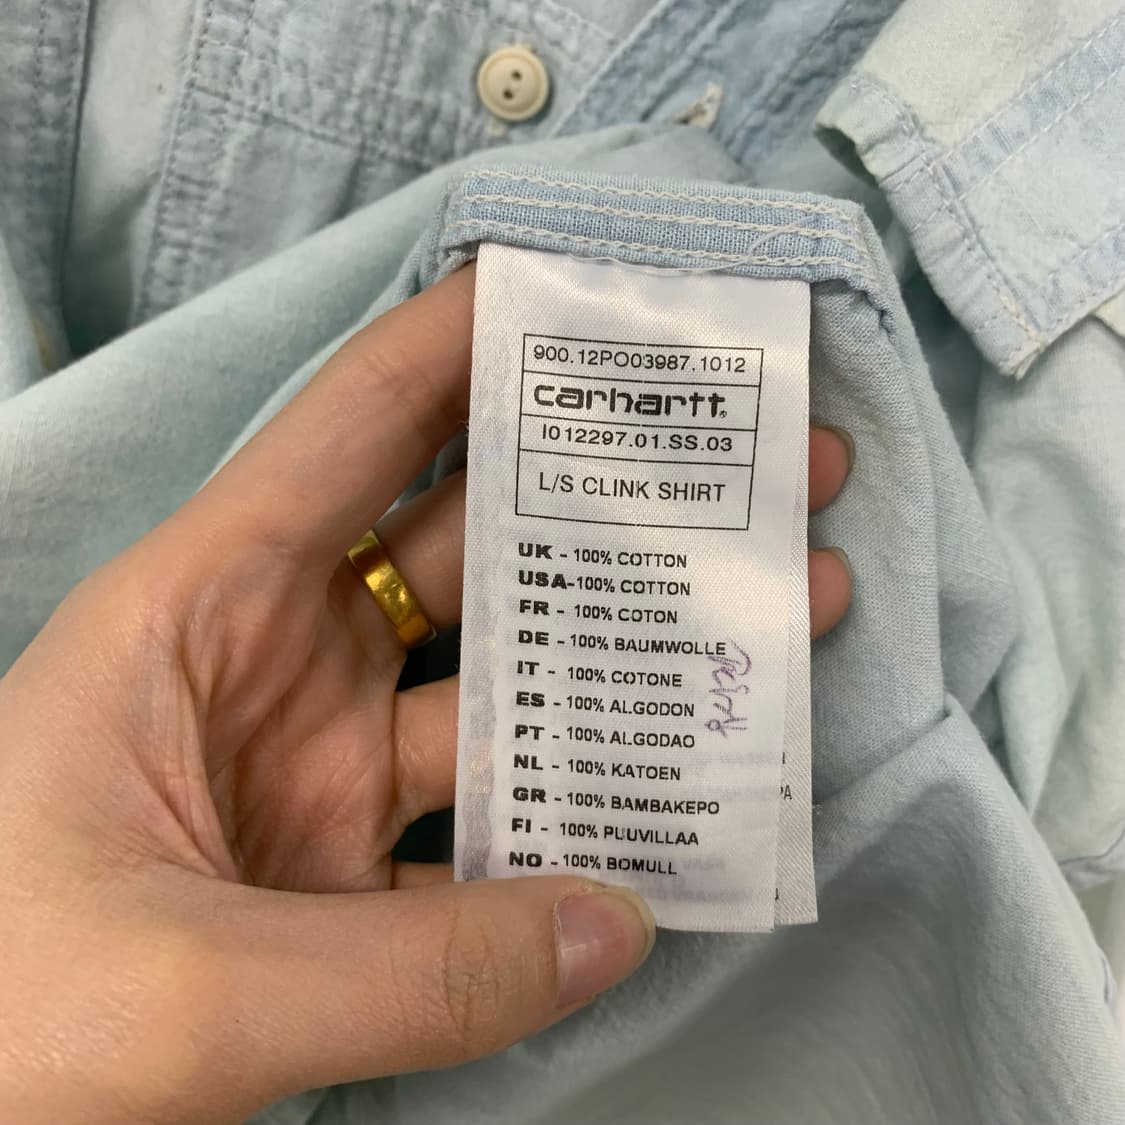 900.12PO03987.1012
carhartt®
I012297.01.SS.03
L/S CLINK SHIRT
UK - 100% COTTON
USA-100% COTTON
FR - 100% COTON
DE - 100% BAUMWOLLE
IT - 100% COTONE
ES - 100% ALGODON
PT - 100% ALGODAO
NL - 100% KATOEN
GR - 100% BAMBAKEPO
FI - 100% PUUVILLAA
NO - 100% BOMULL
PA